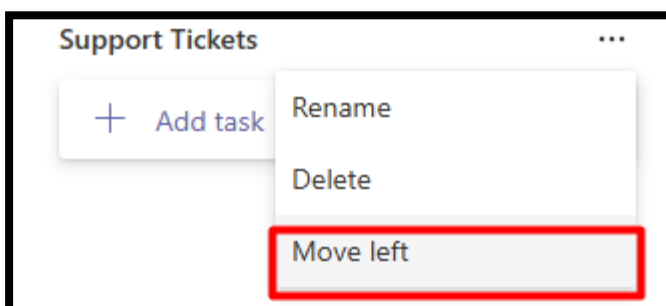 Support Tickets ...
+ Add task
Rename
Delete
Move left